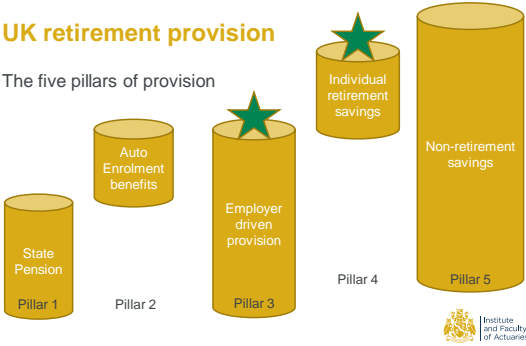 UK retirement provision
The five pillars of provision
State
Pension
Pillar 1
Auto
Enrolment
benefits
Pillar 2
Employer
driven
provision
Pillar 3
Individual
retirement
savings
Pillar 4
Non-retirement
savings
Pillar 5
Institute
and Faculty
of Actuaries